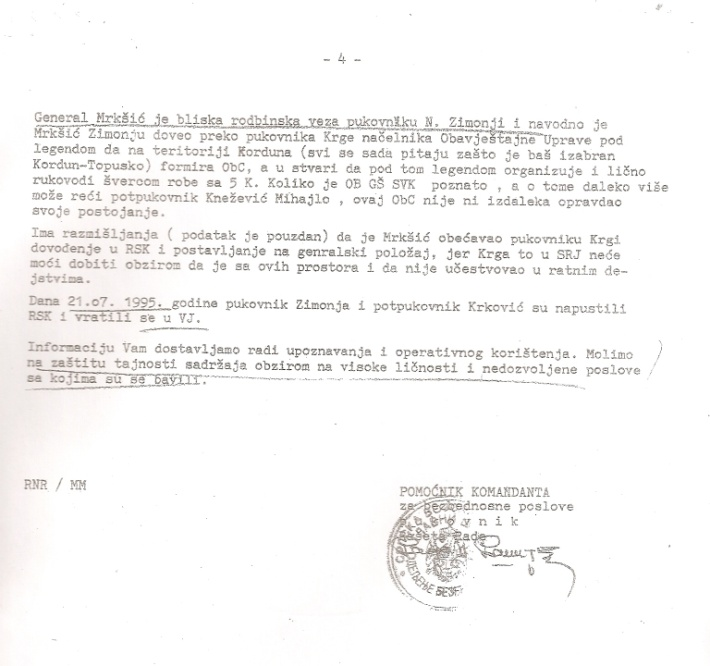 - 4 -
General Mrkšić je bliska rodbinska veza pukovniku N. Zimonji i navodno je
Mrkšić Zimonju doveo preko pukovnika Krge načelnika Obavještajne Uprave pod
legendom da na teritoriji Korduna (svi se sada pitaju zašto je baš izabran
Kordun-Topusko) formira ObC, a u stvari da pod tom legendom organizuje i lično
rukovodi švercom robe sa 5 K. Koliko je OB GŠ SVK poznato , a o tome daleko više
može reći potpukovnik Knežević Mihajlo , ovaj ObC nije ni izdaleka opravdao
svoje postojanje.
Ima razmišljanja ( podatak je pouzdan) da je Mrkšić obećavao pukovniku Krgi
dovođenje u RSK i postavljanje na genralski položaj, jer Krga to u SRJ neće
moći dobiti obzirom da je sa ovih prostora i da nije učestvovao u ratnim de-
jstvima.
Dana 21.o7. 1995. godine pukovnik Zimonja i potpukovnik Krković su napustili
RSK i vratili se u VJ.
Informaciju Vam dostavljamo radi upoznavanja i operativnog korištenja. Molimo
na zaštitu tajnosti sadržaja obzirom na visoke ličnosti i nedozvoljene poslove
sa kojima su se bavili.
RNR / MM
POMOĆNIK KOMANDANTA
za bezbednosne poslove
Rade